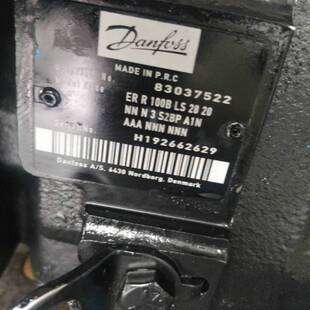 Danfoss
MADE IN P.R.C
83037522
ER R 100B LS 28 20
NN N 3 S2BP A1N
AAA NNN NNN
H192662629
Danfoss A/S, 6430 Nordborg, Denmark